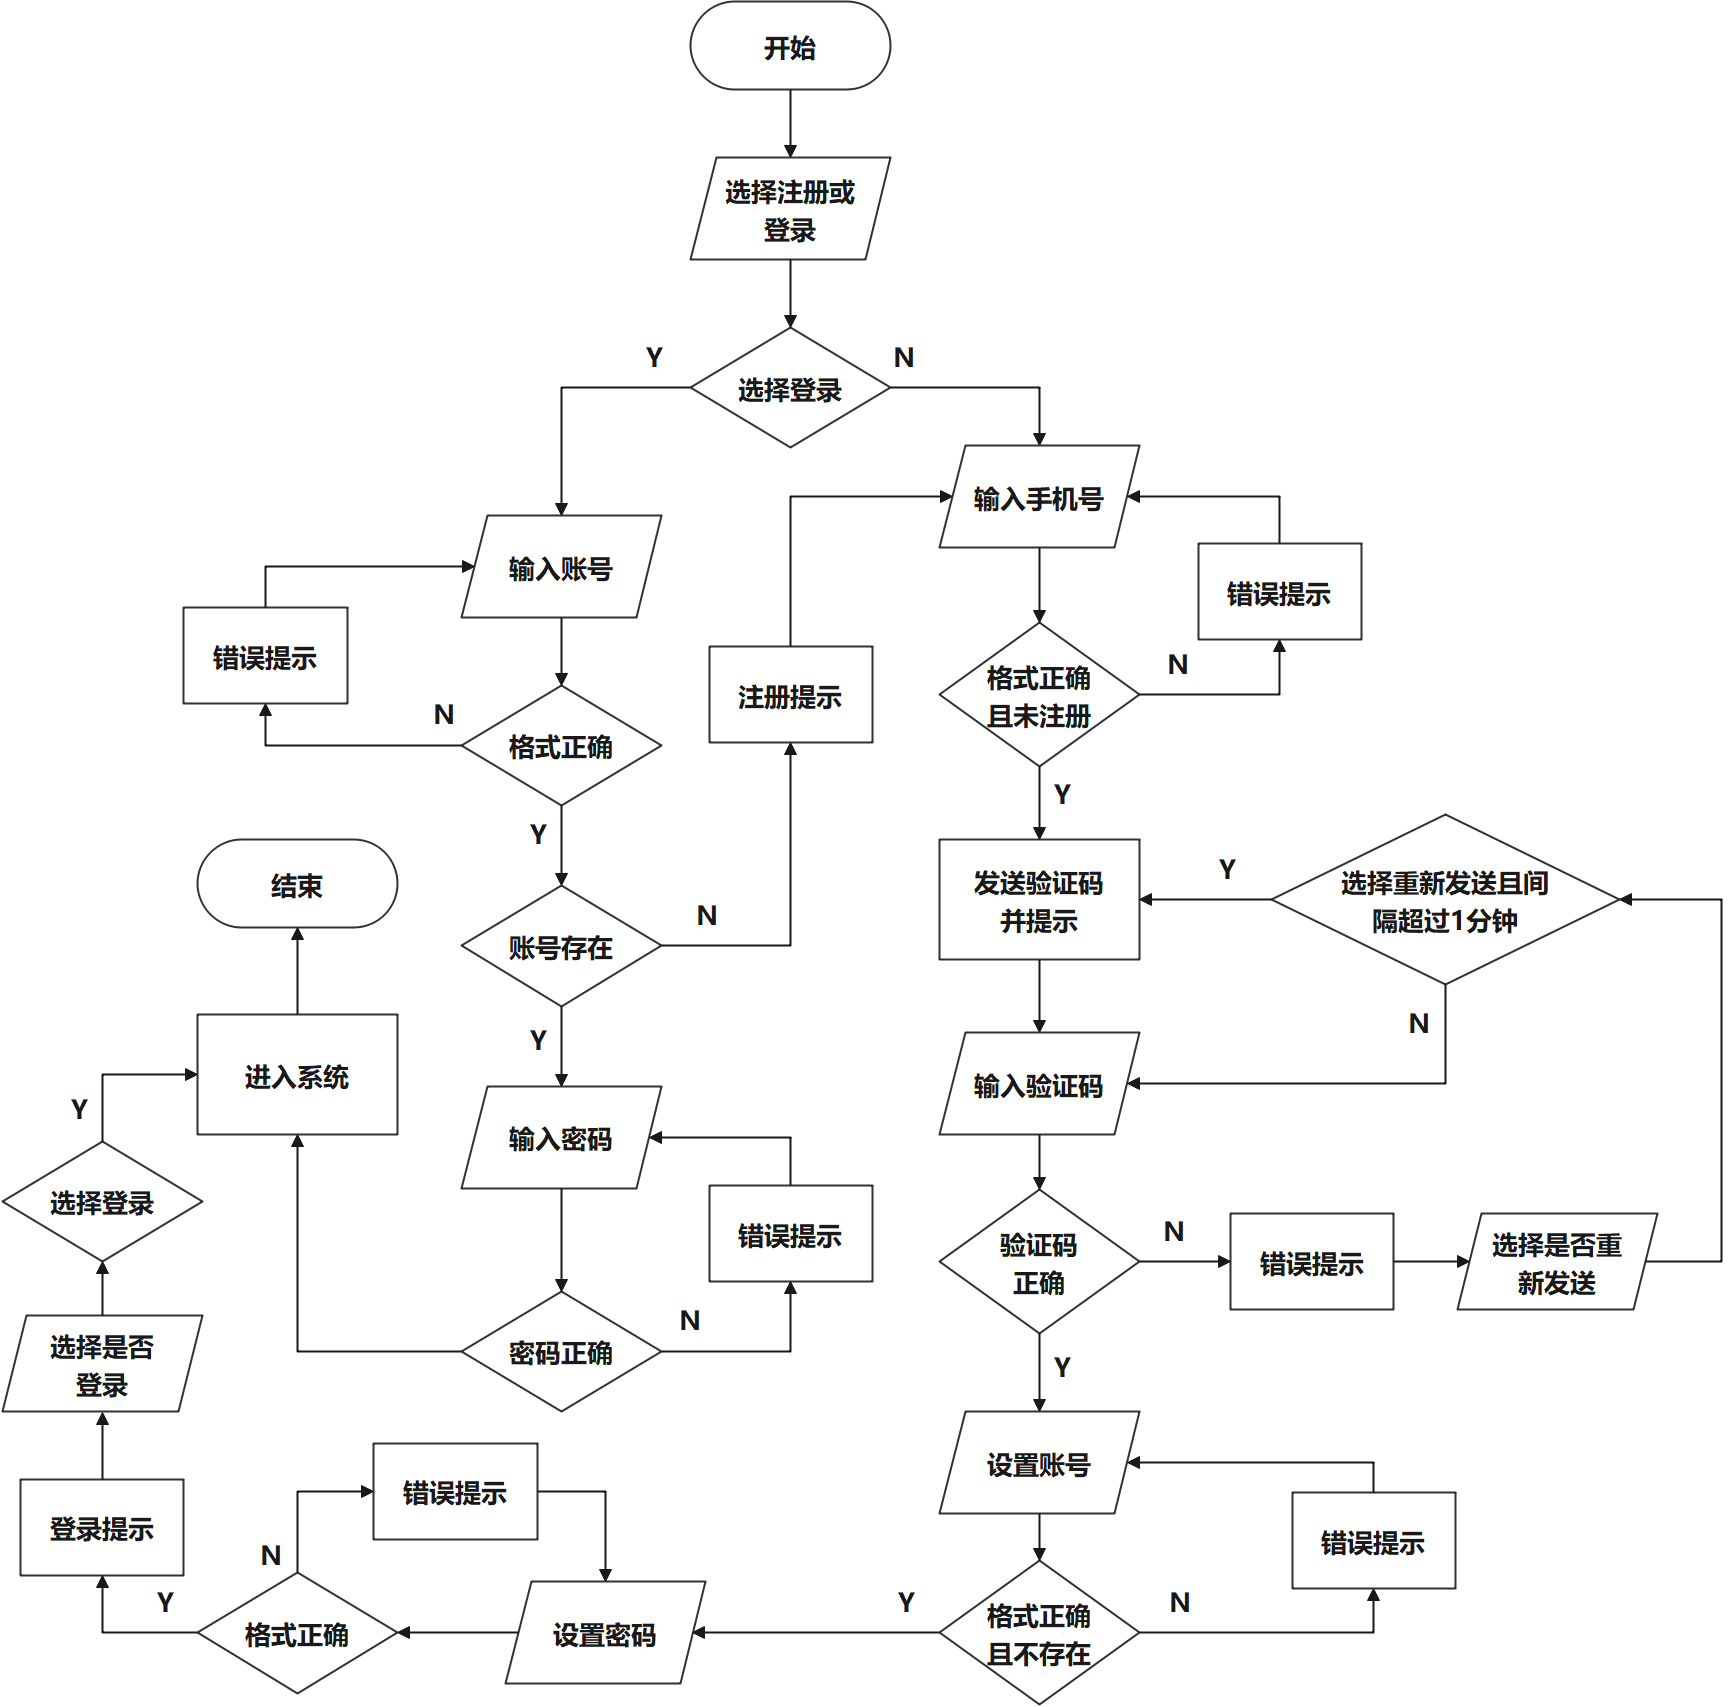 开始
选择注册或
登录
Y
选择登录
N
输入手机号
输入账号
错误提示
错误提示
N
格式正确
且未注册
注册提示
N
格式正确
Y
Y
选择重新发送且间
隔超过1分钟
Y
发送验证码
并提示
结束
账号存在
N
N
Y
进入系统
输入验证码
Y
输入密码
选择登录
错误提示
验证码
正确
N
错误提示
选择是否重
新发送
N
密码正确
选择是否
登录
Y
设置账号
错误提示
登录提示
错误提示
N
Y
格式正确
设置密码
Y
格式正确
且不存在
N